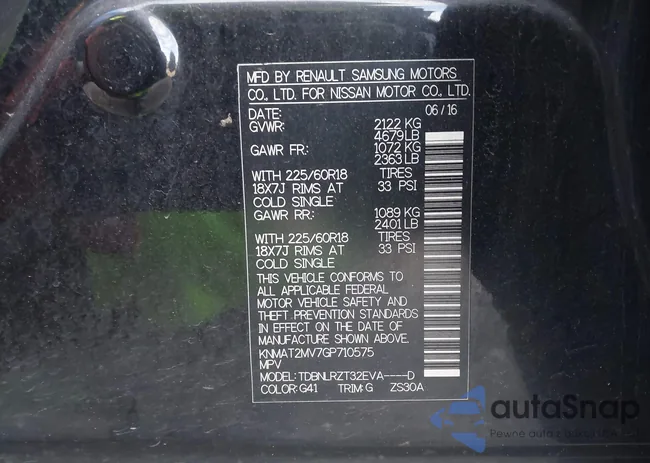 MFD BY RENAULT SAMSUNG MOTORS
CO., LTD. FOR NISSAN MOTOR CO., LTD.
DATE: 06/16
GVWR: 2122 KG
4679LB
GAWR FR: 1072 KG
2363 LB
WITH 225/60R18 TIRES
18X7J RIMS AT 33 PSI
COLD SINGLE
GAWR RR: 1089 KG
2401 LB
WITH 225/60R18 TIRES
18X7J RIMS AT 33 PSI
COLD SINGLE
THIS VEHICLE CONFORMS TO
ALL APPLICABLE FEDERAL
MOTOR VEHICLE SAFETY AND
THEFT PREVENTION STANDARDS
IN EFFECT ON THE DATE OF
MANUFACTURE SHOWN ABOVE.
KNMAT2MV7GP710575
MPV
MODEL: TDBNLRZT32EVA----D
COLOR: G41 TRIM:G ZS30A
autaSnap
Pewne auta z aukcji